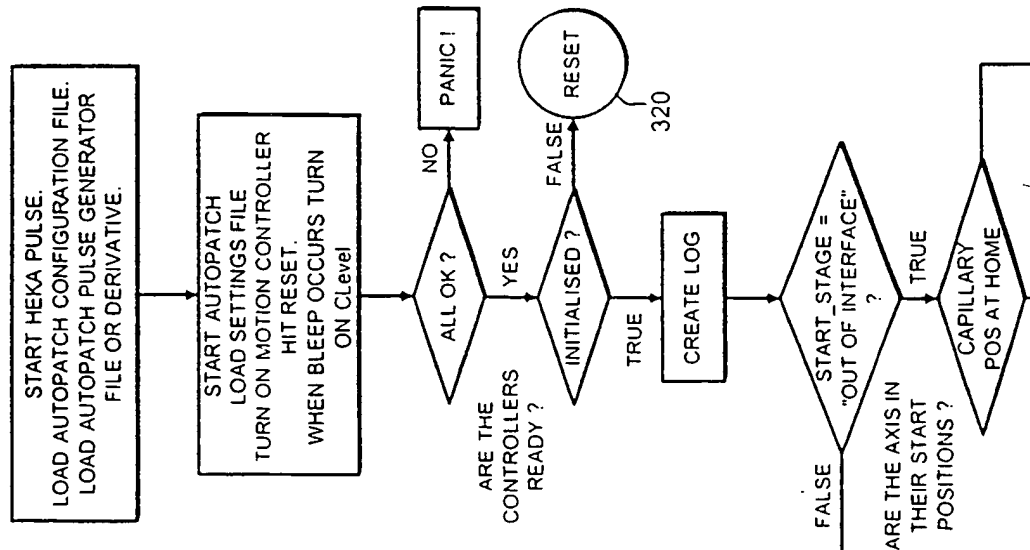 START HEKA PULSE.
LOAD AUTOPATCH CONFIGURATION FILE.
LOAD AUTOPATCH PULSE GENERATOR
FILE OR DERIVATIVE.
START AUTOPATCH
LOAD SETTINGS FILE
TURN ON MOTION CONTROLLER
HIT RESET.
WHEN BLEEP OCCURS TURN
ON CLevel
ALL OK ?
NO
PANIC !
YES
ARE THE
CONTROLLERS
READY ?
INITIALISED ?
FALSE
RESET
320
TRUE
CREATE LOG
START_STAGE =
"OUT OF INTERFACE"
?
FALSE
TRUE
ARE THE AXIS IN
THEIR START
POSITIONS ?
CAPILLARY
POS AT HOME